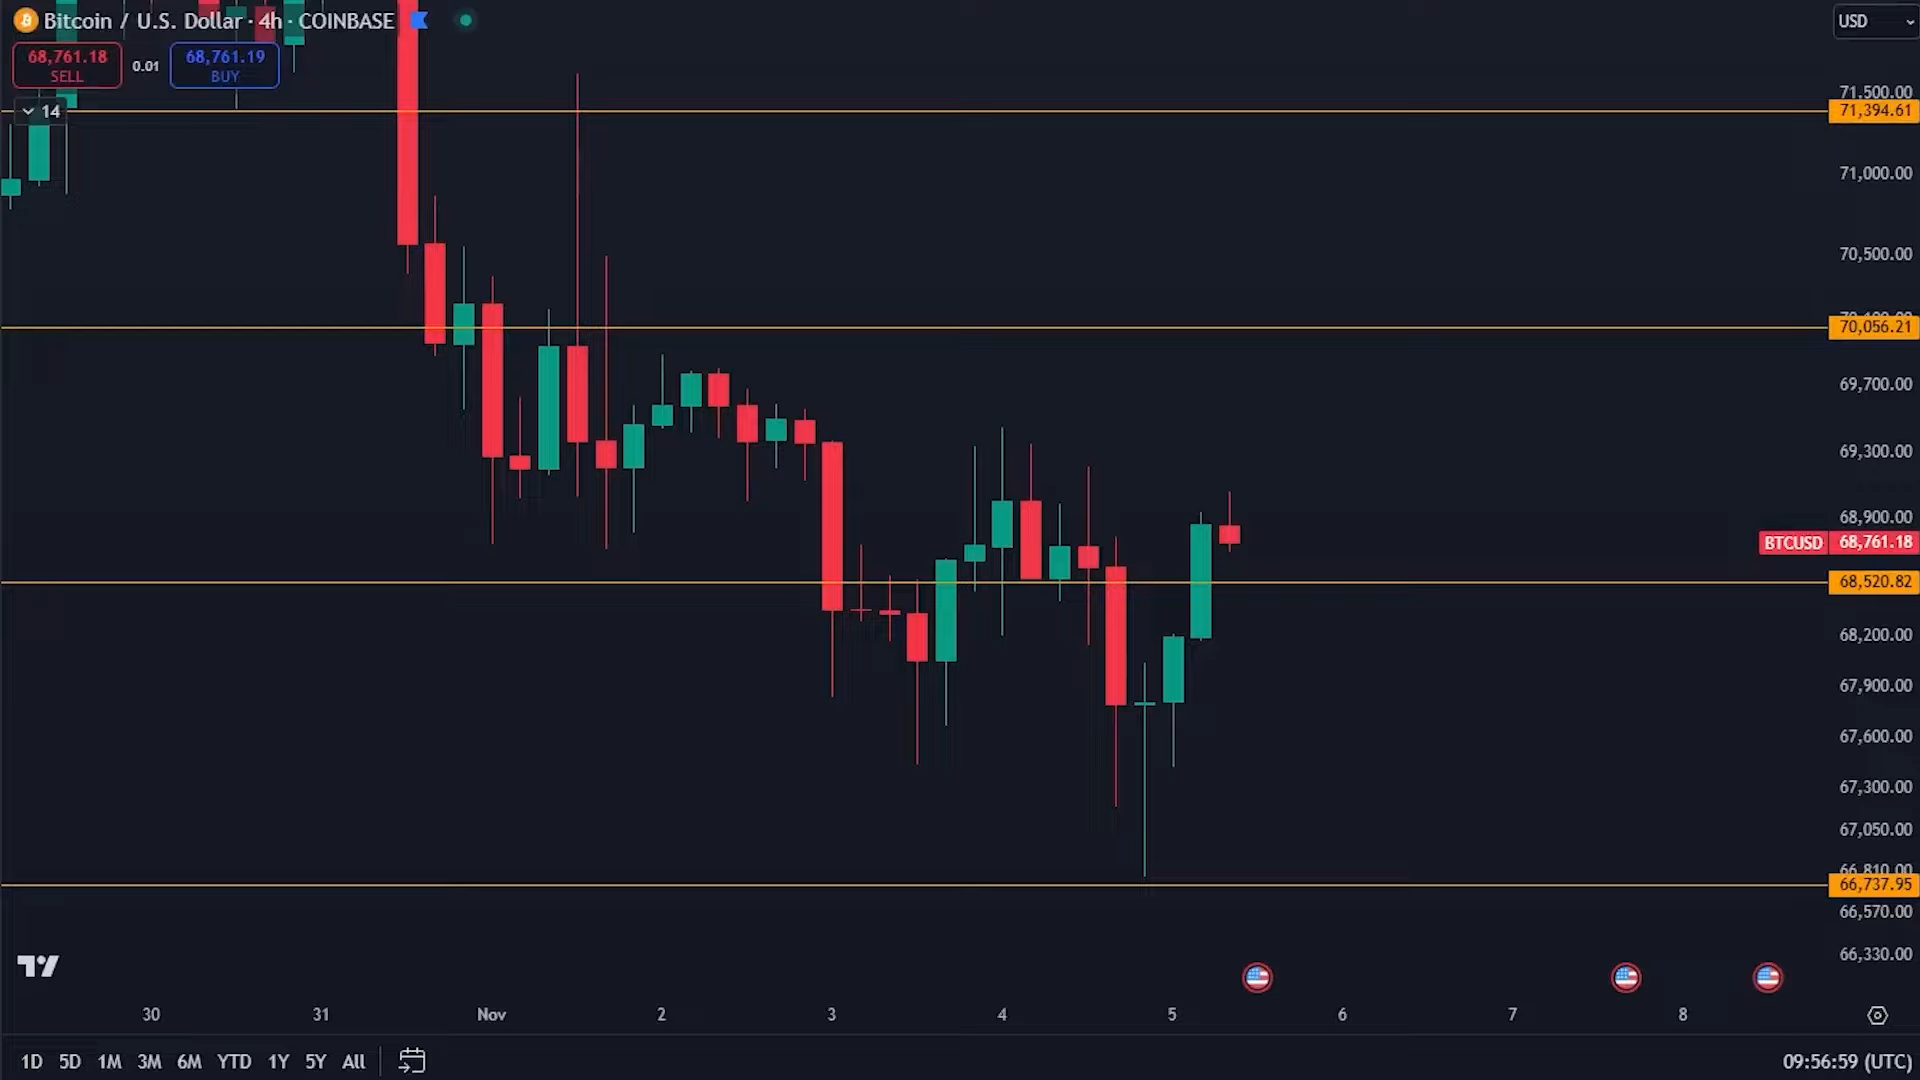 Bitcoin / U.S. Dollar · 4h · COINBASE
USD
68,761.18
SELL
0.01
68,761.19
BUY
14
71,500.00
71,394.61
71,000.00
70,500.00
70,056.21
69,700.00
69,300.00
68,900.00
BTCUSD 68,761.18
68,520.82
68,200.00
67,900.00
67,600.00
67,300.00
67,050.00
66,810.00
66,737.95
66,570.00
66,330.00
30 31 Nov 2 3 4 5 6 7 8
1D 5D 1M 3M 6M YTD 1Y 5Y All
09:56:59 (UTC)